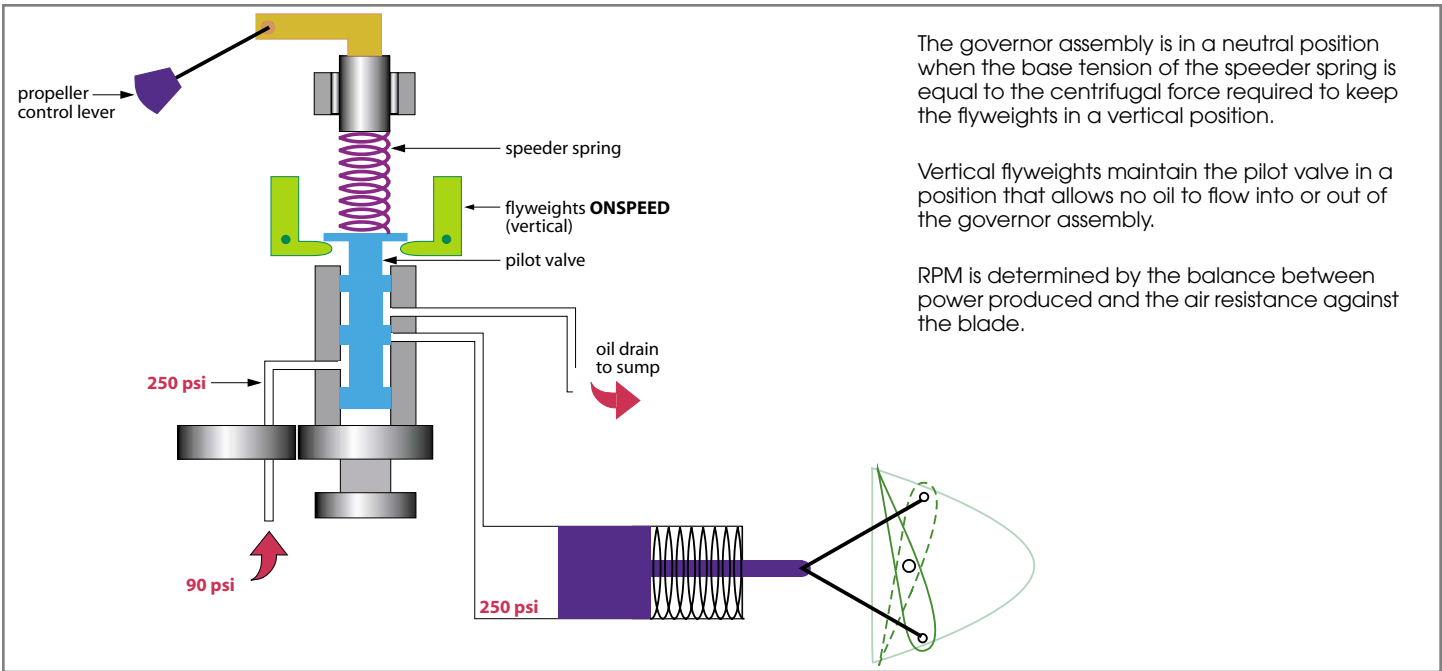 propeller
control lever
speeder spring
flyweights ONSPEED
(vertical)
pilot valve
250 psi
oil drain
to sump
90 psi
250 psi
The governor assembly is in a neutral position
when the base tension of the speeder spring is
equal to the centrifugal force required to keep
the flyweights in a vertical position.
Vertical flyweights maintain the pilot valve in a
position that allows no oil to flow into or out of
the governor assembly.
RPM is determined by the balance between
power produced and the air resistance against
the blade.